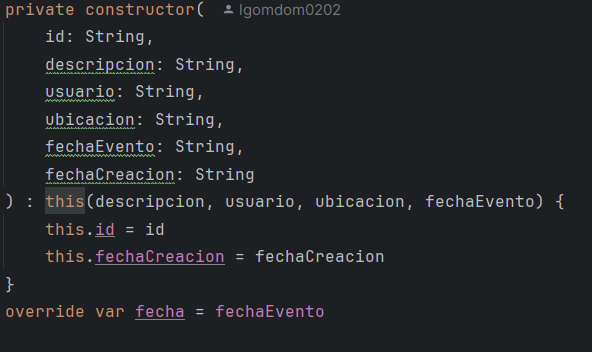 private constructor( lgomdom0202
    id: String,
    descripcion: String,
    usuario: String,
    ubicacion: String,
    fechaEvento: String,
    fechaCreacion: String
) : this(descripcion, usuario, ubicacion, fechaEvento) {
    this.id = id
    this.fechaCreacion = fechaCreacion
}
override var fecha = fechaEvento